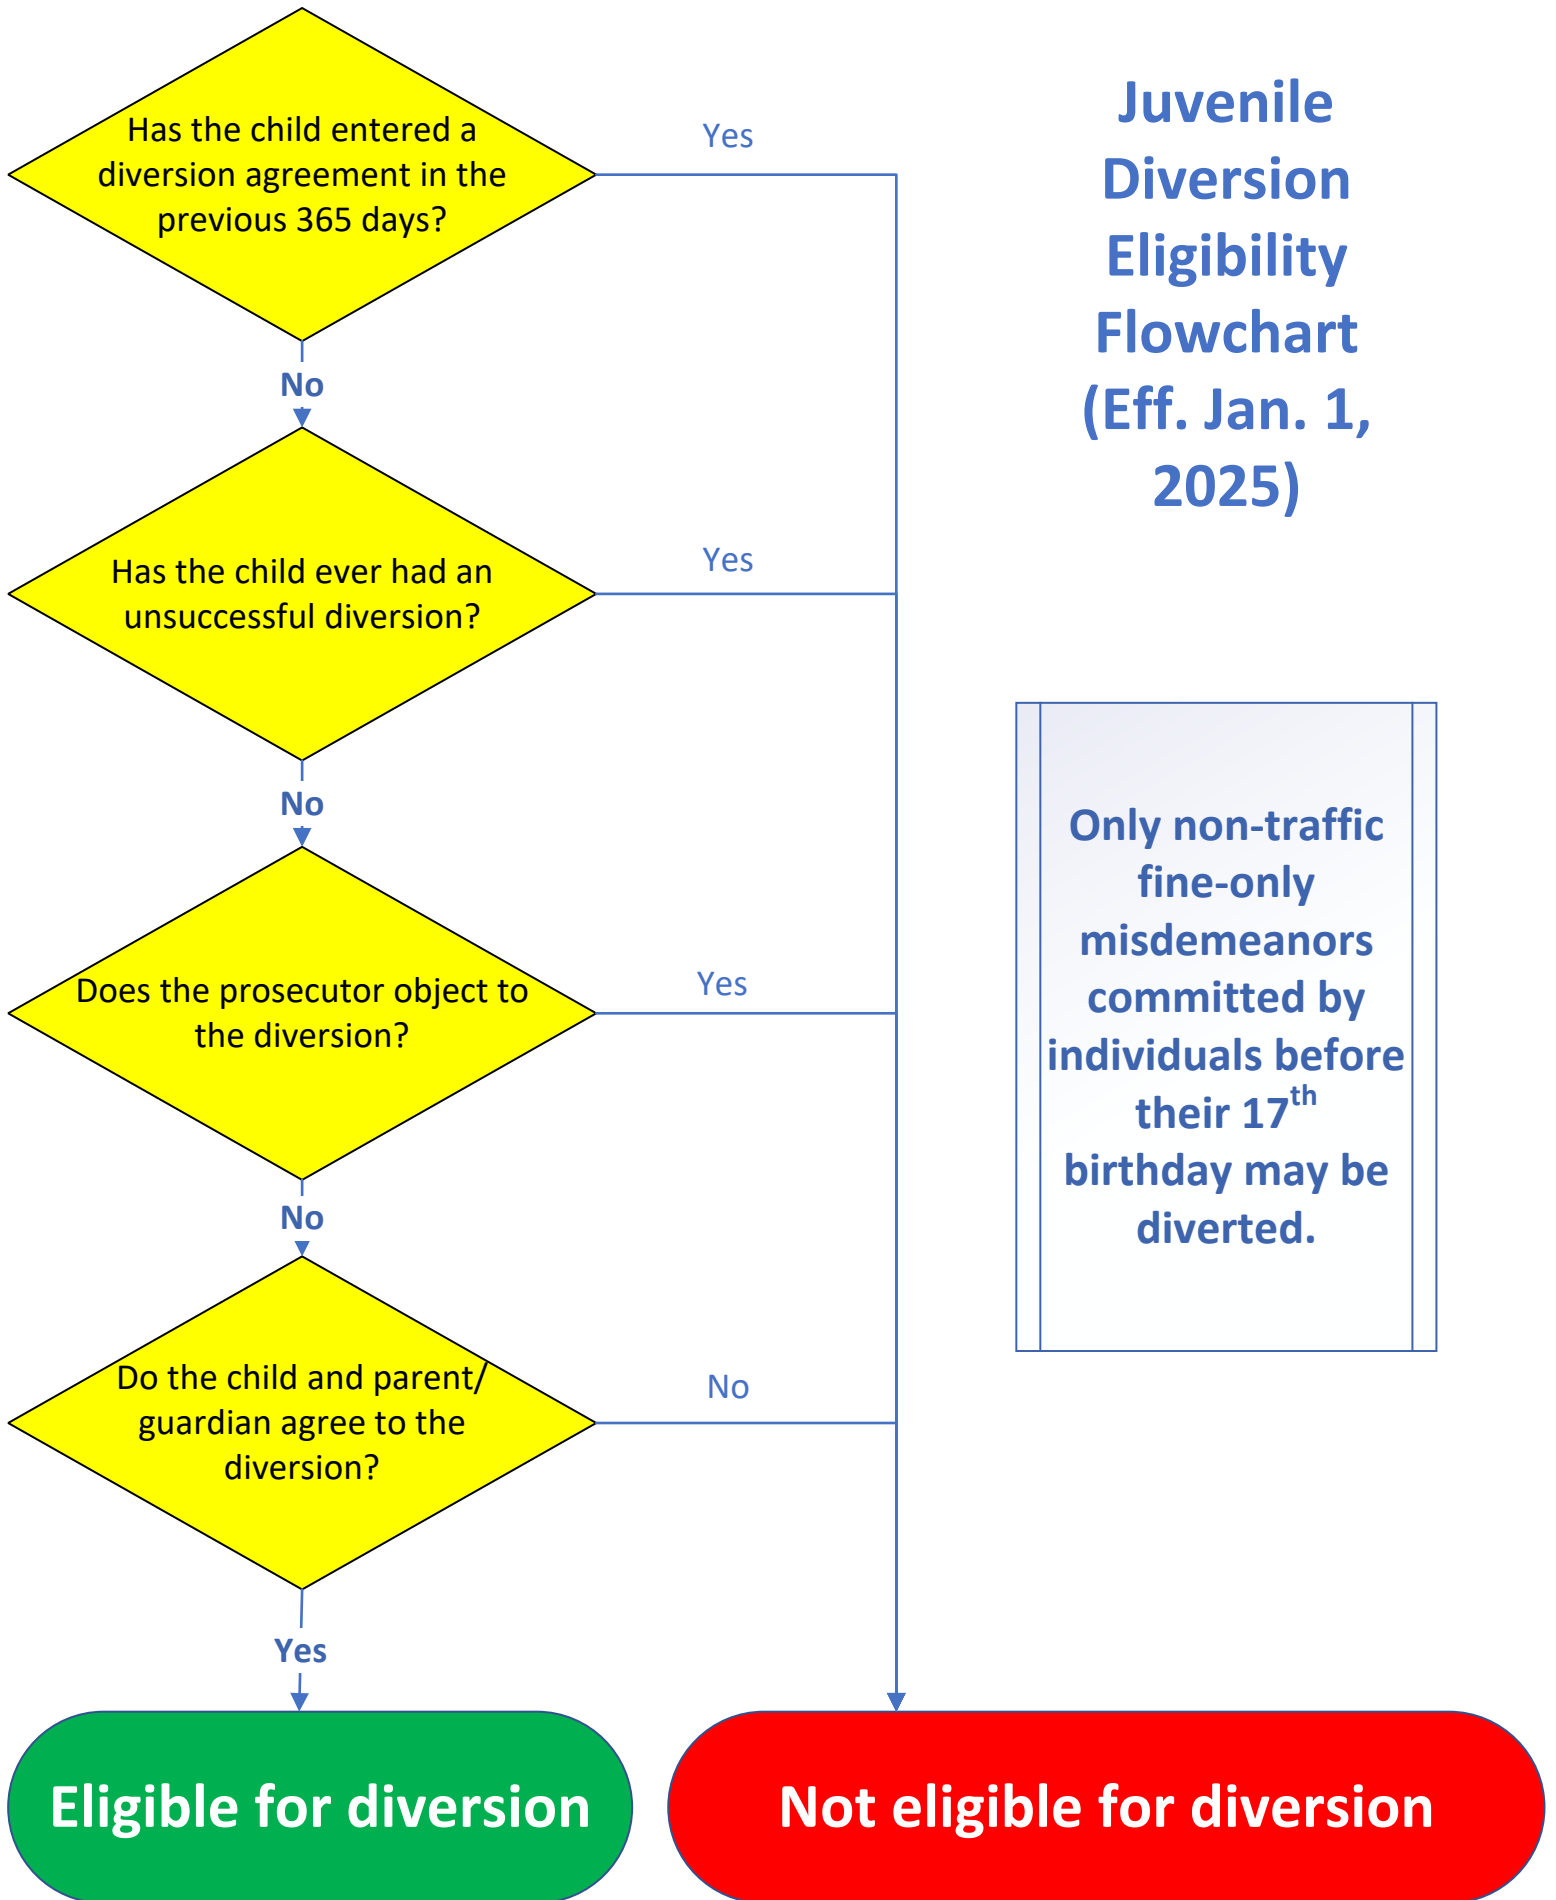 Juvenile
Diversion
Eligibility
Flowchart
(Eff. Jan. 1,
2025)
Has the child entered a
diversion agreement in the
previous 365 days?
Yes
No
Has the child ever had an
unsuccessful diversion?
Yes
No
Does the prosecutor object to
the diversion?
Yes
No
Do the child and parent/
guardian agree to the
diversion?
No
Yes
Only non-traffic
fine-only
misdemeanors
committed by
individuals before
their 17th
birthday may be
diverted.
Eligible for diversion
Not eligible for diversion